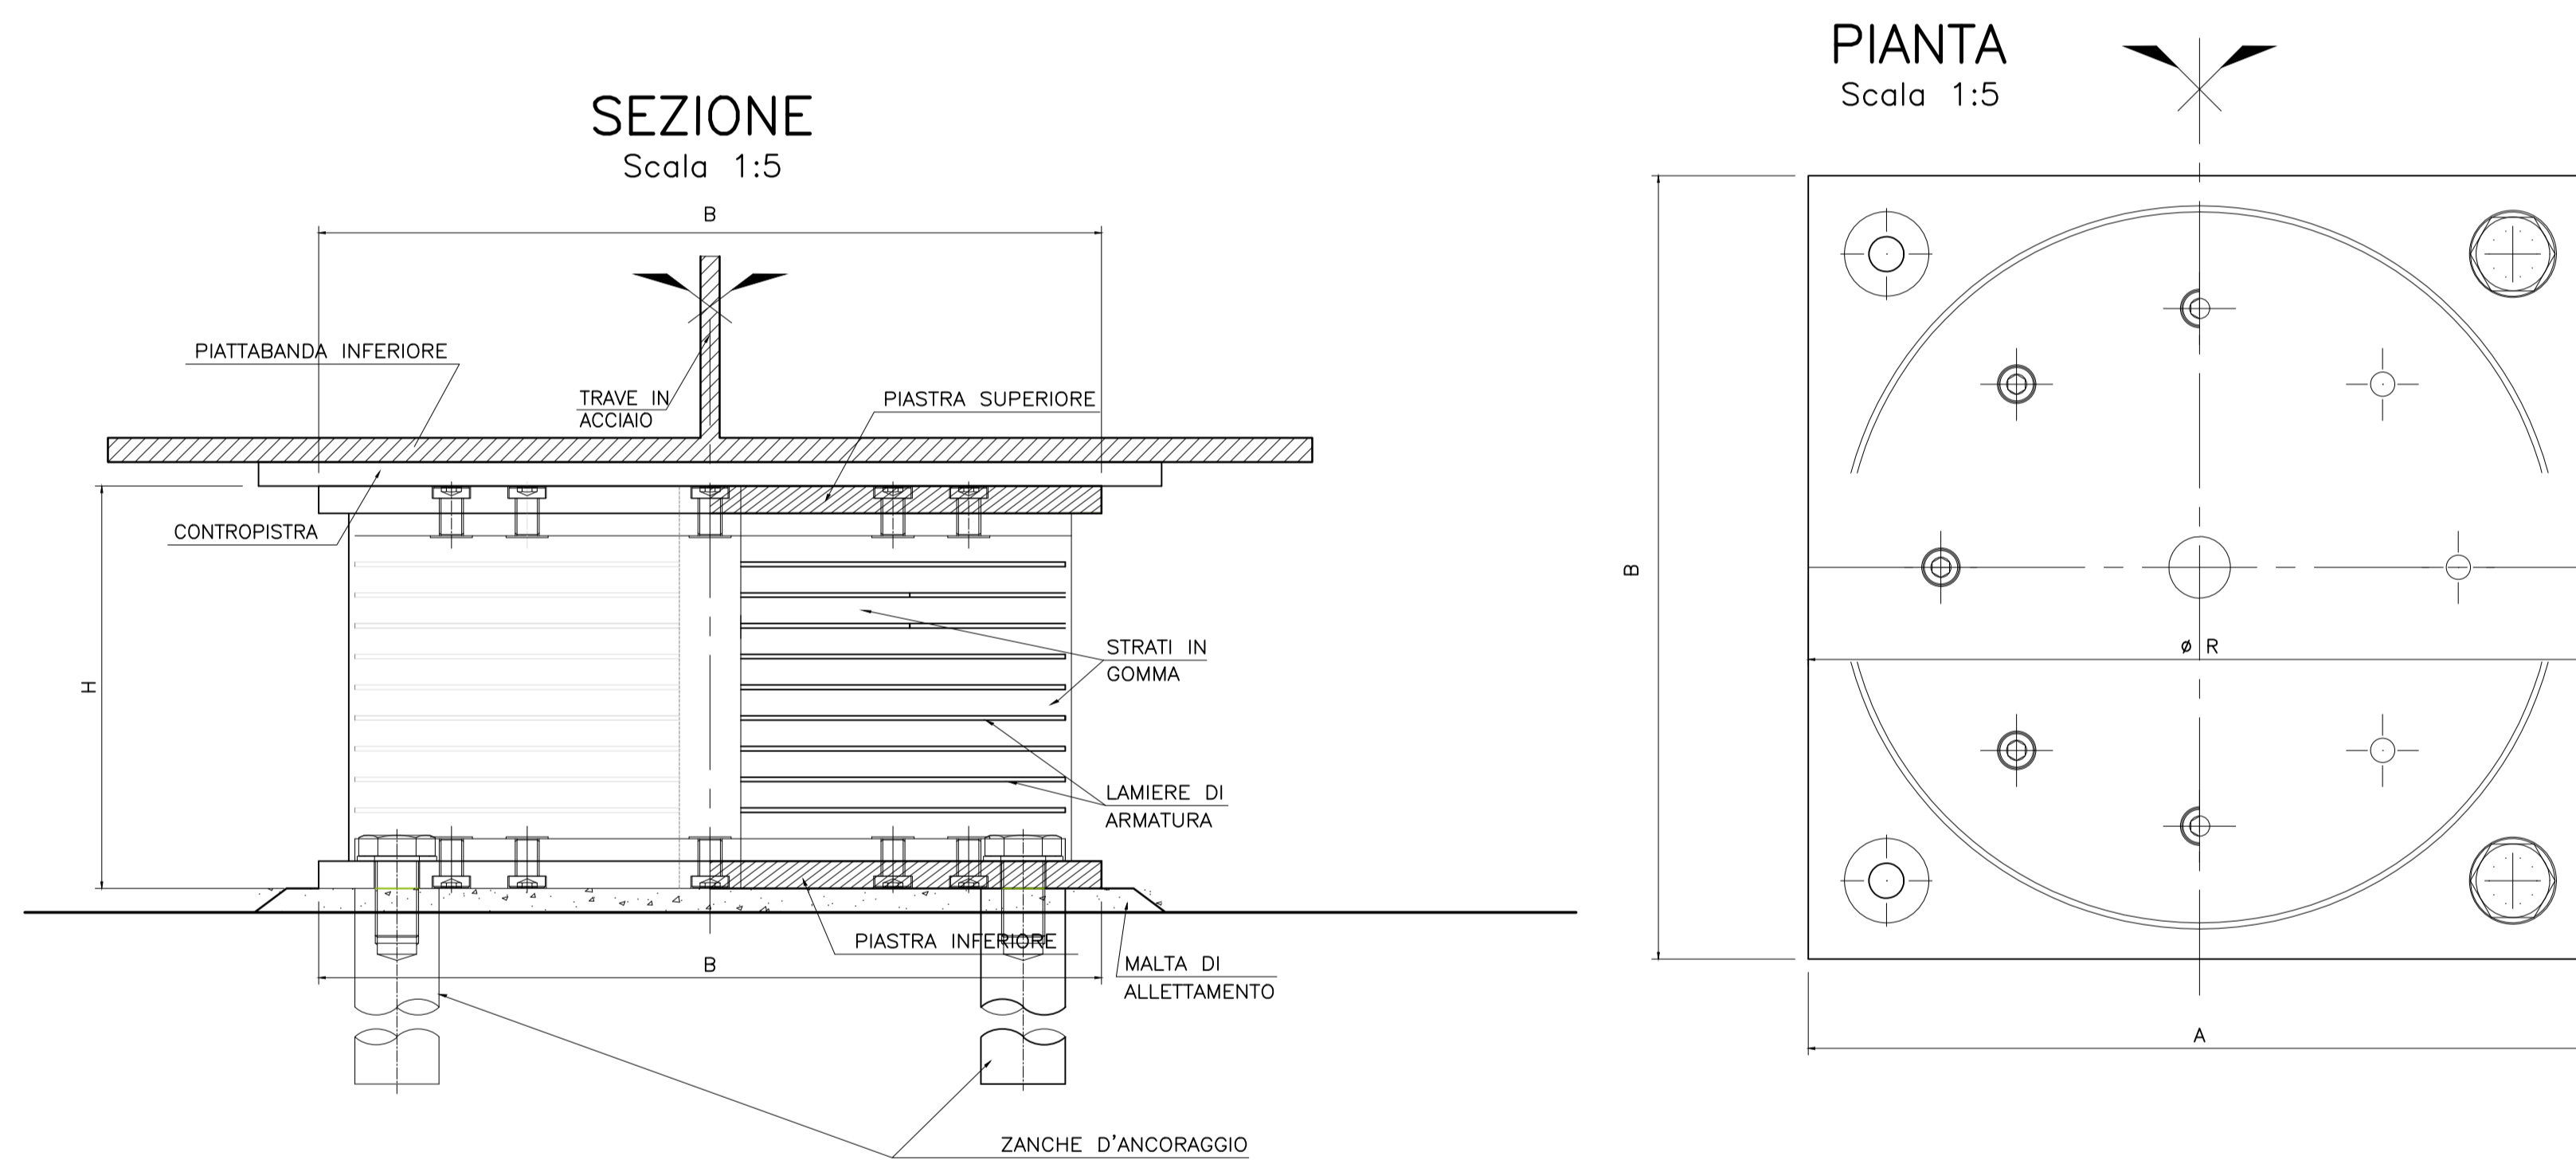 SEZIONE
Scala 1:5
B
PIATTABANDA INFERIORE
TRAVE IN
ACCIAIO
PIASTRA SUPERIORE
CONTROPISTRA
H
STRATI IN
GOMMA
LAMIERE DI
ARMATURA
PIASTRA INFERIORE
B
MALTA DI
ALLETTAMENTO
ZANCHE D'ANCORAGGIO
PIANTA
Scala 1:5
B
ø R
A